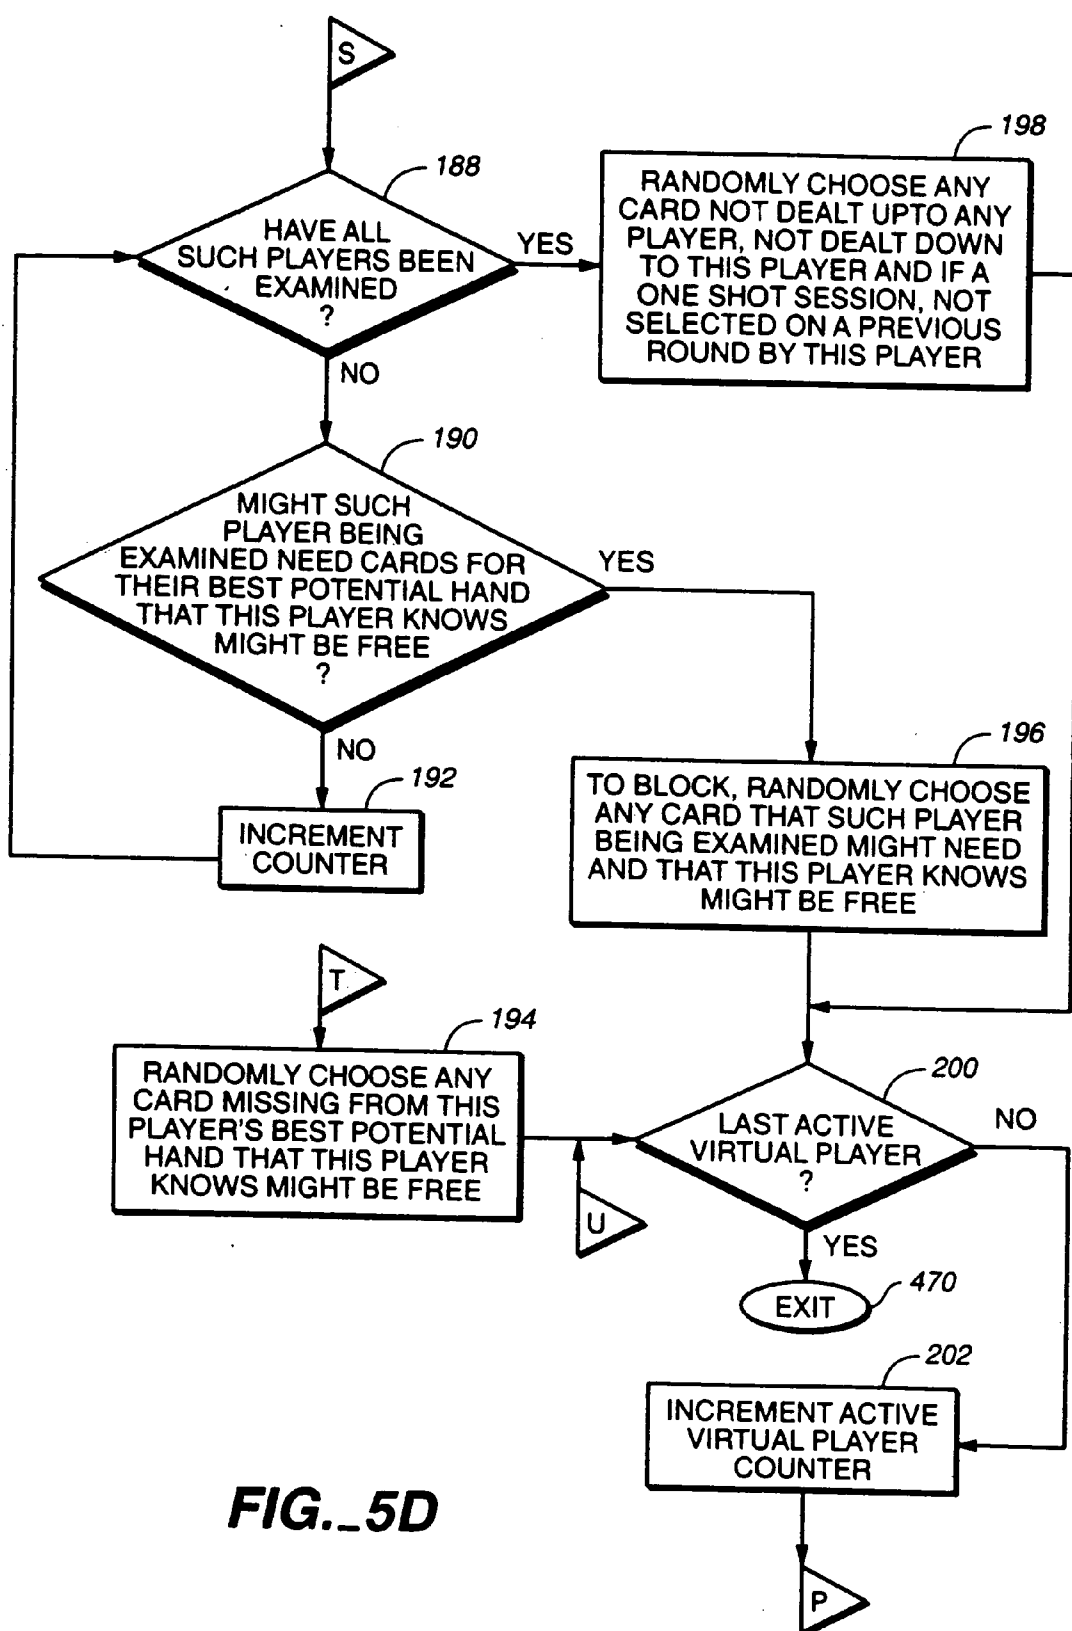 S
188
HAVE ALL
SUCH PLAYERS BEEN
EXAMINED
?
YES
NO
198
RANDOMLY CHOOSE ANY
CARD NOT DEALT UPTO ANY
PLAYER, NOT DEALT DOWN
TO THIS PLAYER AND IF A
ONE SHOT SESSION, NOT
SELECTED ON A PREVIOUS
ROUND BY THIS PLAYER
190
MIGHT SUCH
PLAYER BEING
EXAMINED NEED CARDS FOR
THEIR BEST POTENTIAL HAND
THAT THIS PLAYER KNOWS
MIGHT BE FREE
?
YES
NO
192
INCREMENT
COUNTER
196
TO BLOCK, RANDOMLY CHOOSE
ANY CARD THAT SUCH PLAYER
BEING EXAMINED MIGHT NEED
AND THAT THIS PLAYER KNOWS
MIGHT BE FREE
T
194
RANDOMLY CHOOSE ANY
CARD MISSING FROM THIS
PLAYER'S BEST POTENTIAL
HAND THAT THIS PLAYER
KNOWS MIGHT BE FREE
U
200
LAST ACTIVE
VIRTUAL PLAYER
?
NO
YES
EXIT
470
202
INCREMENT ACTIVE
VIRTUAL PLAYER
COUNTER
P
FIG._5D